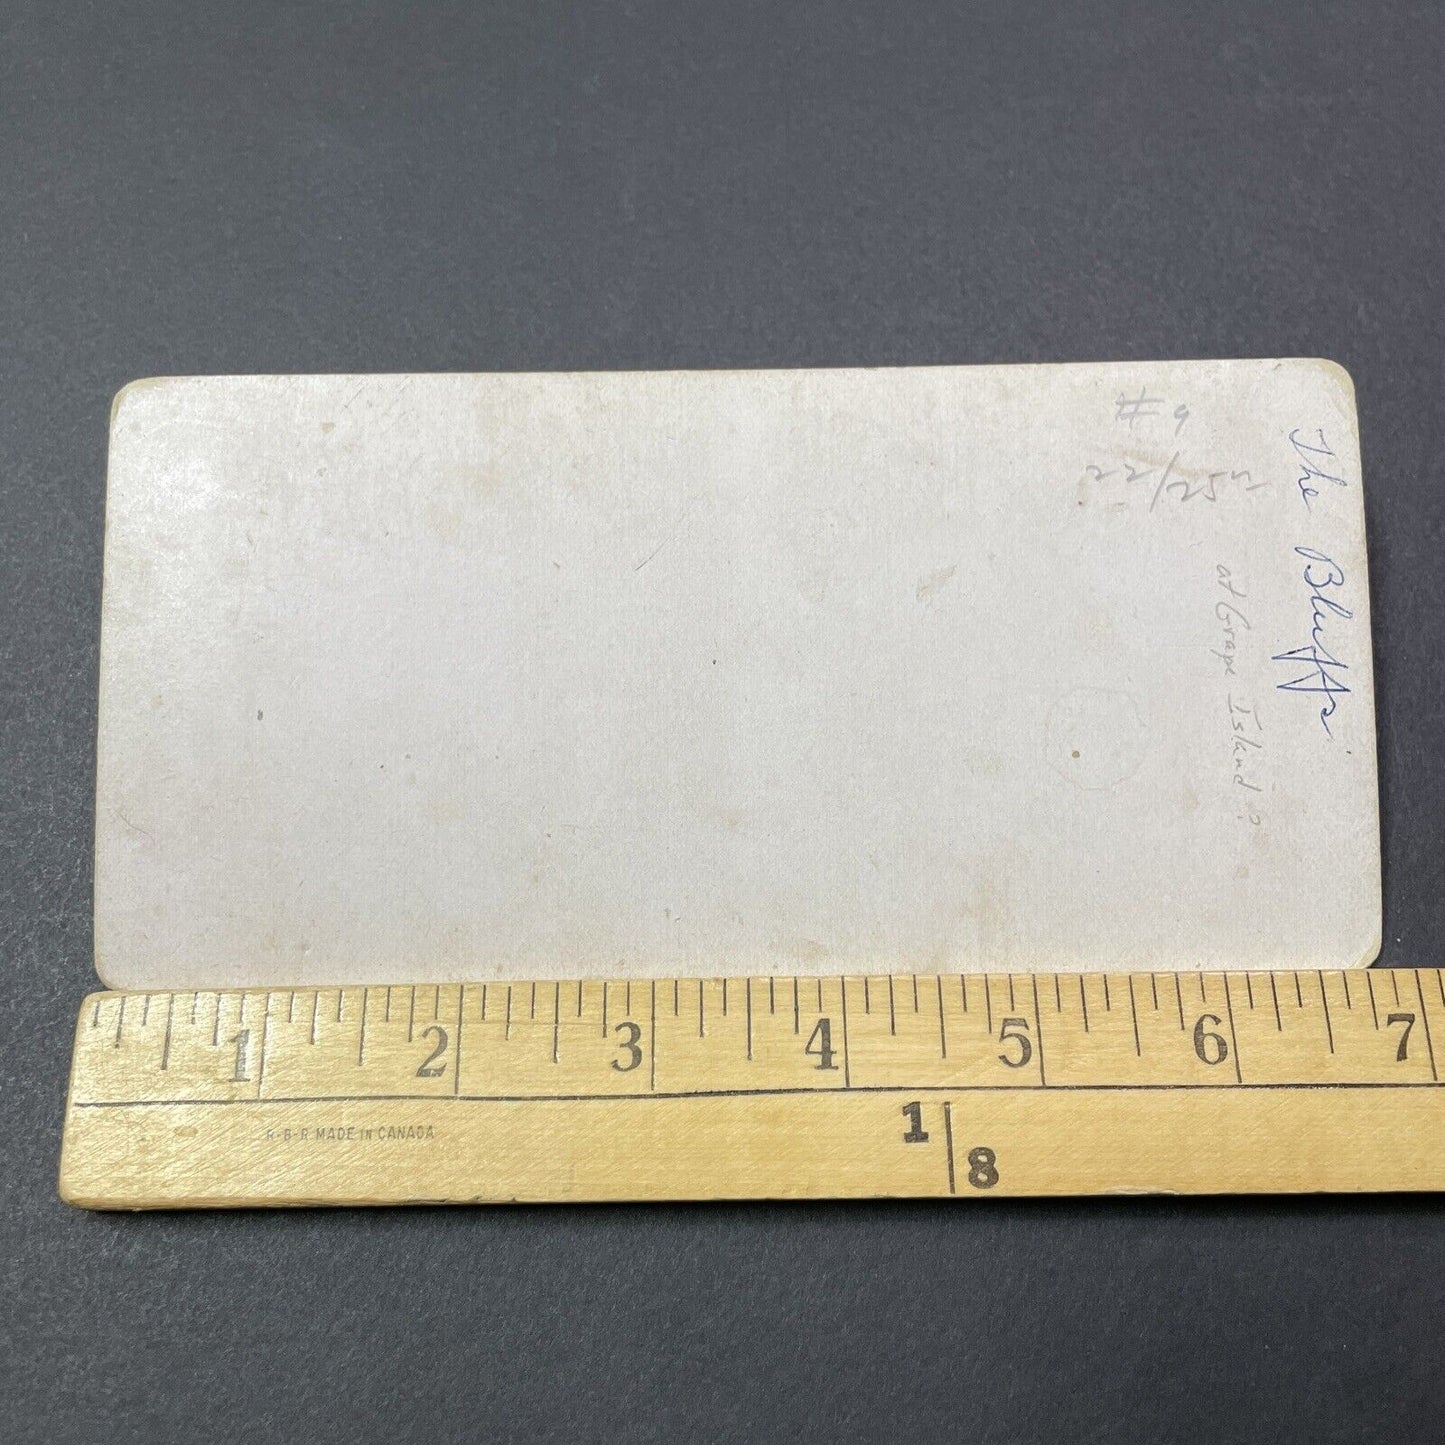 The Bluffs
at Grape Island?
#9
22/25
1 2 3 4 5 6 7
R-B-R MADE IN CANADA
1
8